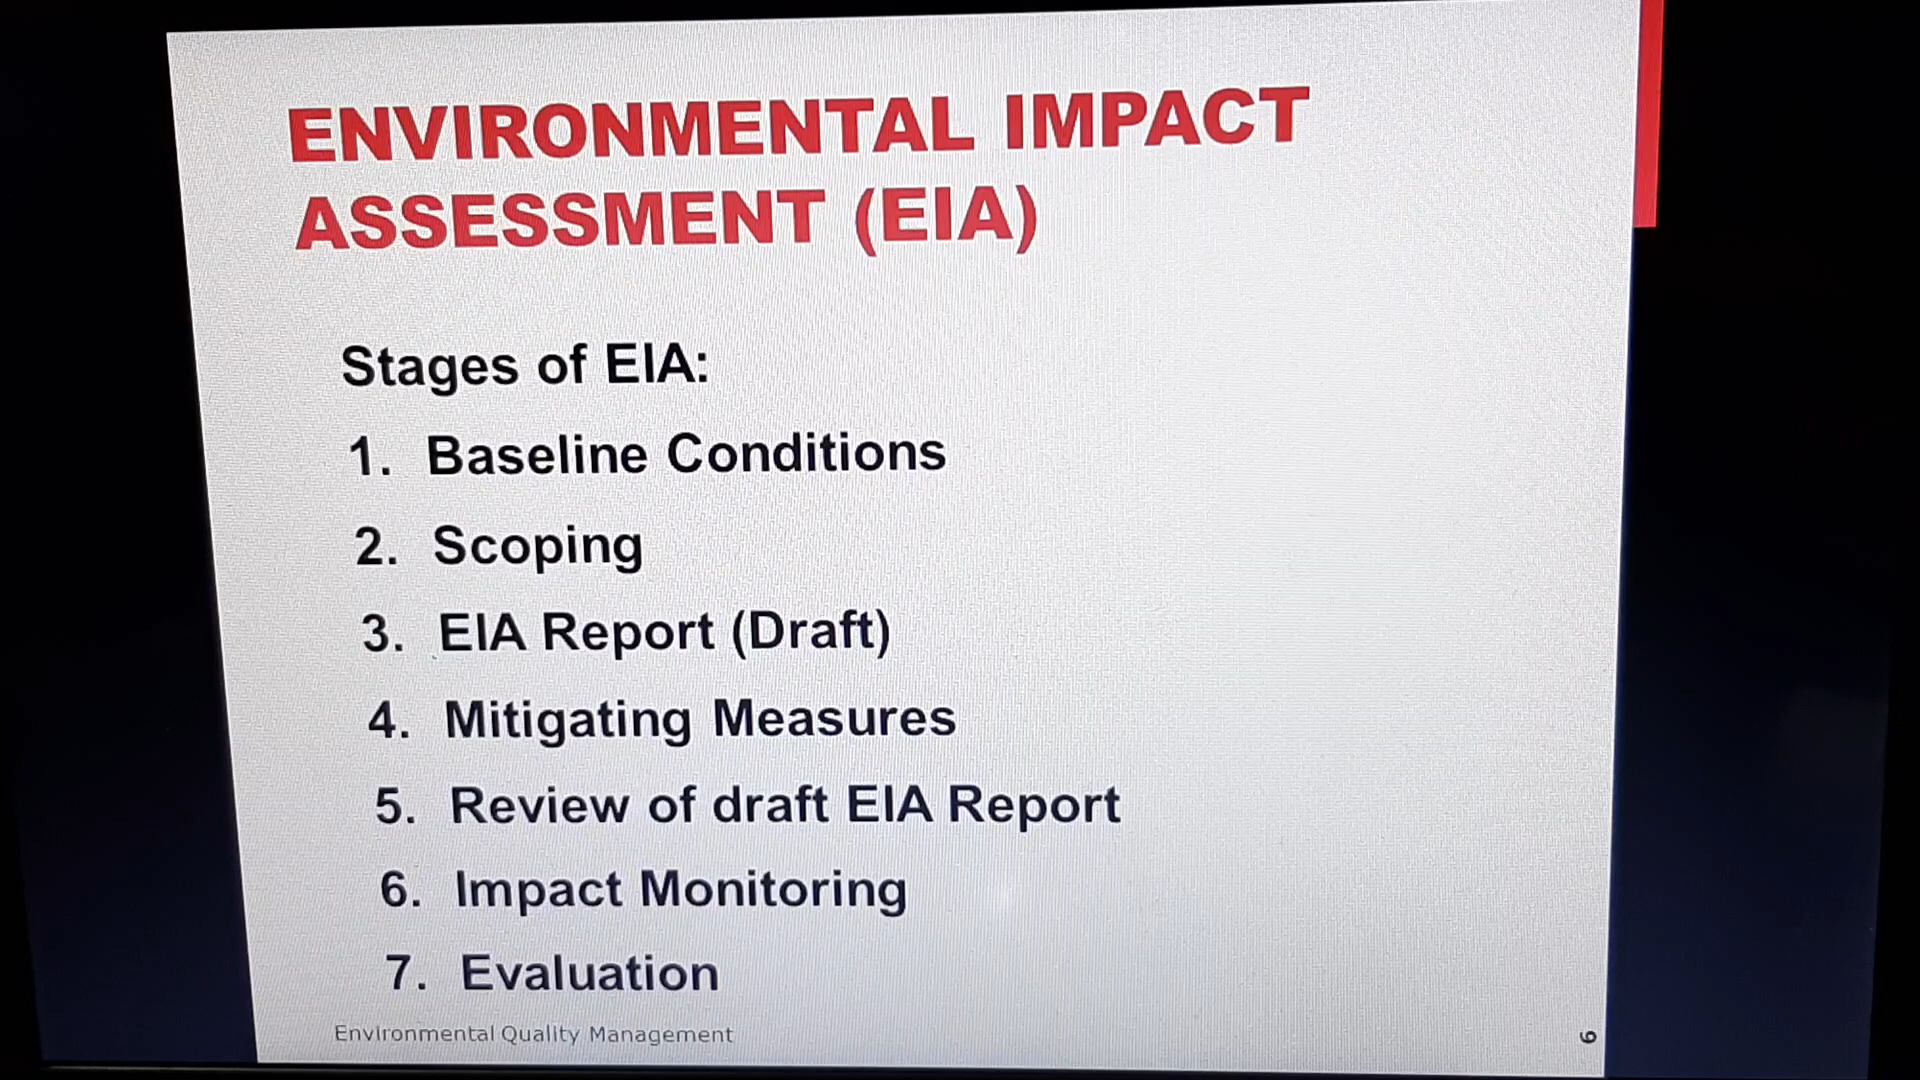 ENVIRONMENTAL IMPACT
ASSESSMENT (EIA)
Stages of EIA:
1. Baseline Conditions
2. Scoping
3. EIA Report (Draft)
4. Mitigating Measures
5. Review of draft EIA Report
6. Impact Monitoring
7. Evaluation
Environmental Quality Management
6